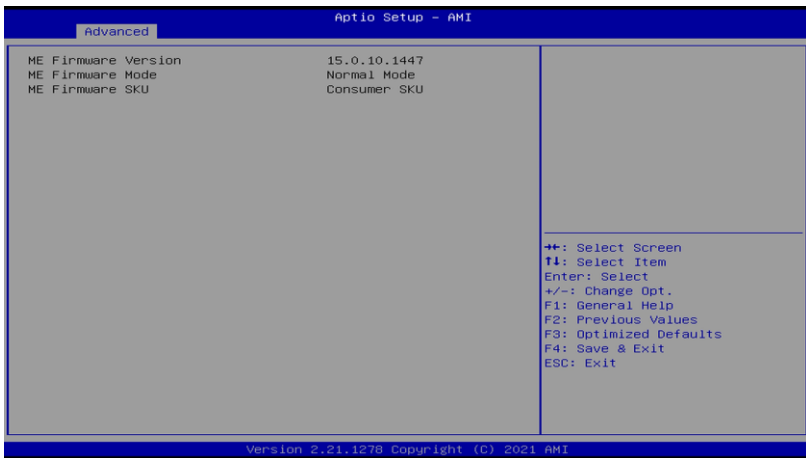 Aptio Setup – AMI
Advanced
ME Firmware Version 15.0.10.1447
ME Firmware Mode Normal Mode
ME Firmware SKU Consumer SKU
→←: Select Screen
↑↓: Select Item
Enter: Select
+/-: Change Opt.
F1: General Help
F2: Previous Values
F3: Optimized Defaults
F4: Save & Exit
ESC: Exit
Version 2.21.1278 Copyright (C) 2021 AMI